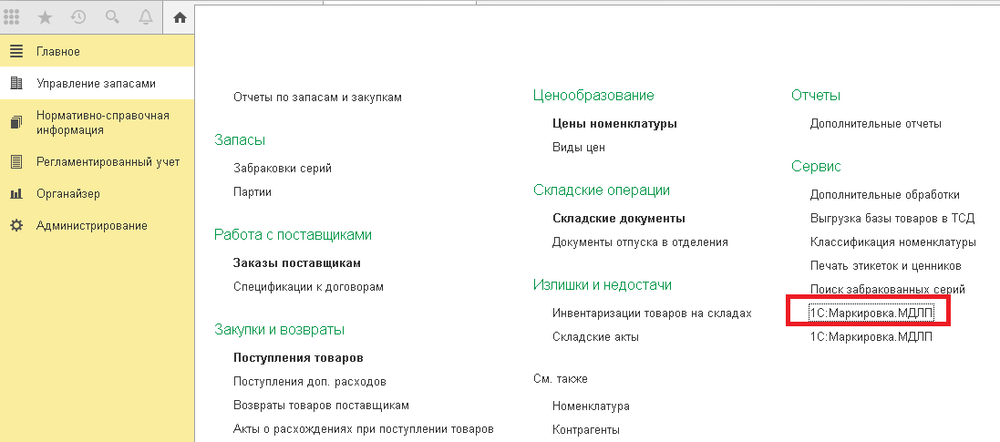 Главное
Управление запасами
Нормативно-справочная
информация
Регламентированный учет
Органайзер
Администрирование
Отчеты по запасам и закупкам
Запасы
Забраковки серий
Партии
Работа с поставщиками
Заказы поставщикам
Спецификации к договорам
Закупки и возвраты
Поступления товаров
Поступления доп. расходов
Возвраты товаров поставщикам
Акты о расхождениях при поступлении товаров
Ценообразование
Цены номенклатуры
Виды цен
Складские операции
Складские документы
Документы отпуска в отделения
Излишки и недостачи
Инвентаризации товаров на складах
Складские акты
См. также
Номенклатура
Контрагенты
Отчеты
Дополнительные отчеты
Сервис
Дополнительные обработки
Выгрузка базы товаров в ТСД
Классификация номенклатуры
Печать этикеток и ценников
Поиск забракованных серий
1С:Маркировка.МДЛП
1С:Маркировка.МДЛП